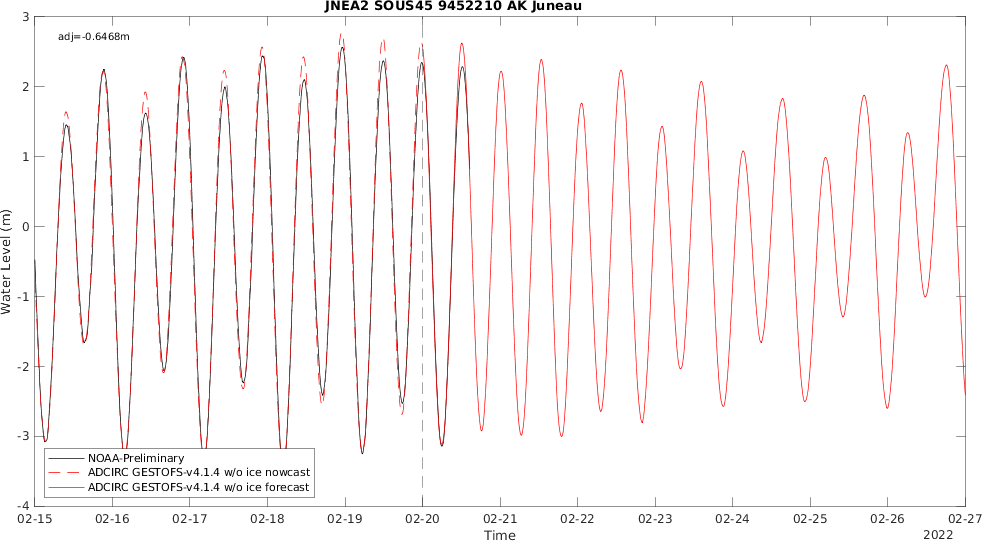 JNEA2 SOUS45 9452210 AK Juneau
adj=-0.6468m
3
2
1
0
-1
-2
-3
-4
Water Level (m)
NOAA-Preliminary
ADCIRC GESTOFS-v4.1.4 w/o ice nowcast
ADCIRC GESTOFS-v4.1.4 w/o ice forecast
02-15 02-16 02-17 02-18 02-19 02-20 02-21 02-22 02-23 02-24 02-25 02-26 02-27
Time
2022